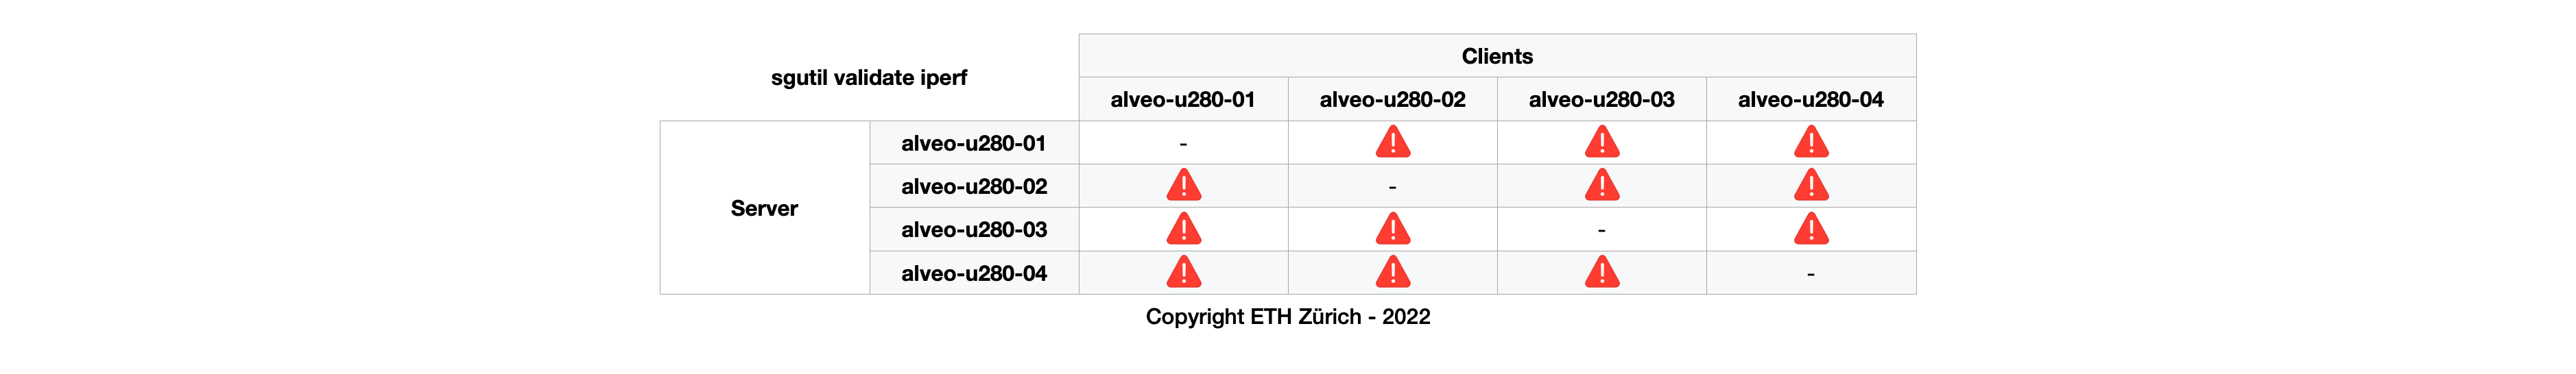 Clients
sgutil validate iperf
alveo-u280-01 alveo-u280-02 alveo-u280-03 alveo-u280-04
alveo-u280-01 - ⚠ ⚠ ⚠
alveo-u280-02 ⚠ - ⚠ ⚠
Server
alveo-u280-03 ⚠ ⚠ - ⚠
alveo-u280-04 ⚠ ⚠ ⚠ -
Copyright ETH Zürich - 2022